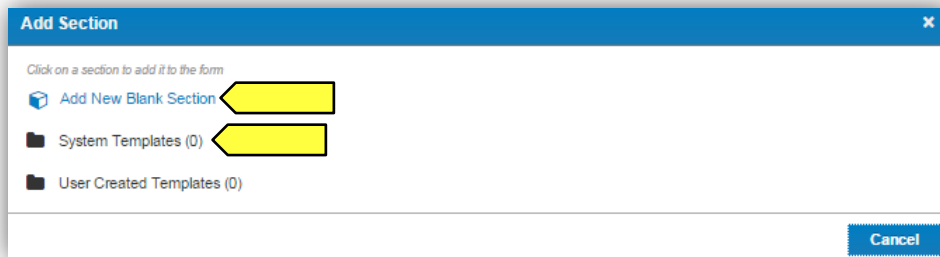 Add Section
Click on a section to add it to the form
Add New Blank Section
System Templates (0)
User Created Templates (0)
Cancel